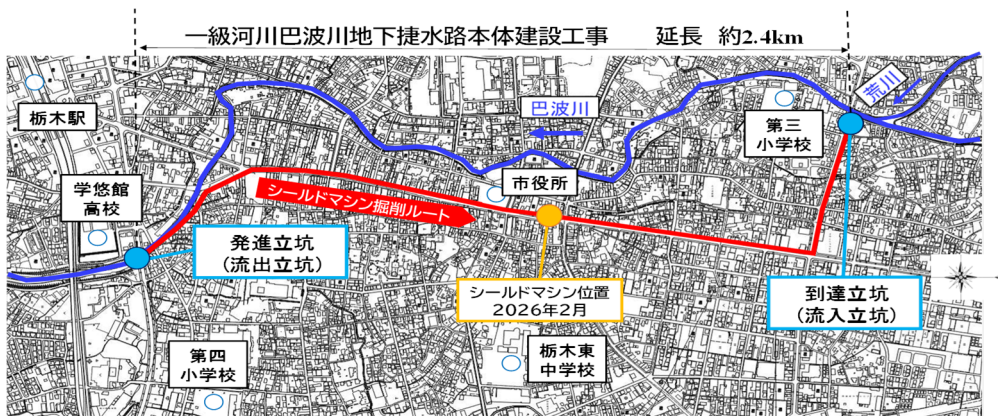 一級河川巴波川地下捷水路本体建設工事　延長　約2.4km
栃木駅
学悠館
高校
巴波川
荒川
第三
小学校
市役所
シールドマシン掘削ルート
発進立坑
(流出立坑)
シールドマシン位置
2026年2月
到達立坑
(流入立坑)
第四
小学校
栃木東
中学校